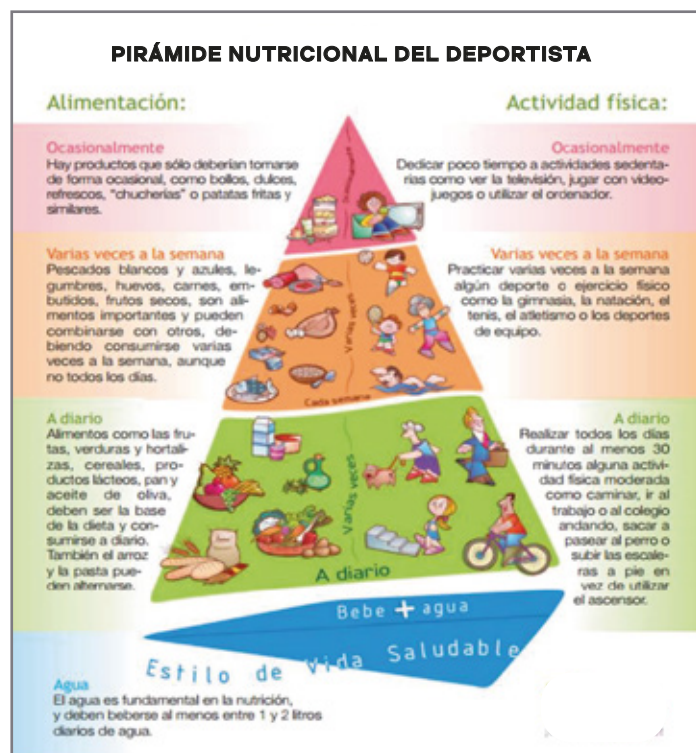 PIRÁMIDE NUTRICIONAL DEL DEPORTISTA
Alimentación:
Ocasionalmente
Hay productos que sólo deberían tomarse
de forma ocasional, como bollos, dulces,
refrescos, "chucherías" o patatas fritas y
similares.
Varias veces a la semana
Pescados blancos y azules, le-
gumbres, huevos, carnes, em-
butidos, frutos secos, son ali-
mentos importantes y pueden
combinarse con otros, de-
biendo consumirse varias
veces a la semana, aunque
no todos los días.
A diario
Alimentos como las fru-
tas, verduras y hortali-
zas, cereales, pro-
ductos lácteos, pan y
aceite de oliva,
deben ser la base
de la dieta y con-
sumirse a diario.
También el arroz
y la pasta pue-
den alternarse.
Agua
El agua es fundamental en la nutrición,
y deben beberse al menos entre 1 y 2 litros
diarios de agua.
Ocasionalmente
Varias veces
Cada semana
Varias veces
A diario
Bebe + agua
Estilo de Vida Saludable
Actividad física:
Ocasionalmente
Dedicar poco tiempo a actividades sedenta-
rias como ver la televisión, jugar con video-
juegos o utilizar el ordenador.
Varias veces a la semana
Practicar varias veces a la semana
algún deporte o ejercicio físico
como la gimnasia, la natación, el
tenis, el atletismo o los deportes
de equipo.
A diario
Realizar todos los días
durante al menos 30
minutos alguna activi-
dad física moderada
como caminar, ir al
trabajo o al colegio
andando, sacar a
pasear al perro o
subir las escale-
ras a pie en
vez de utilizar
el ascensor.